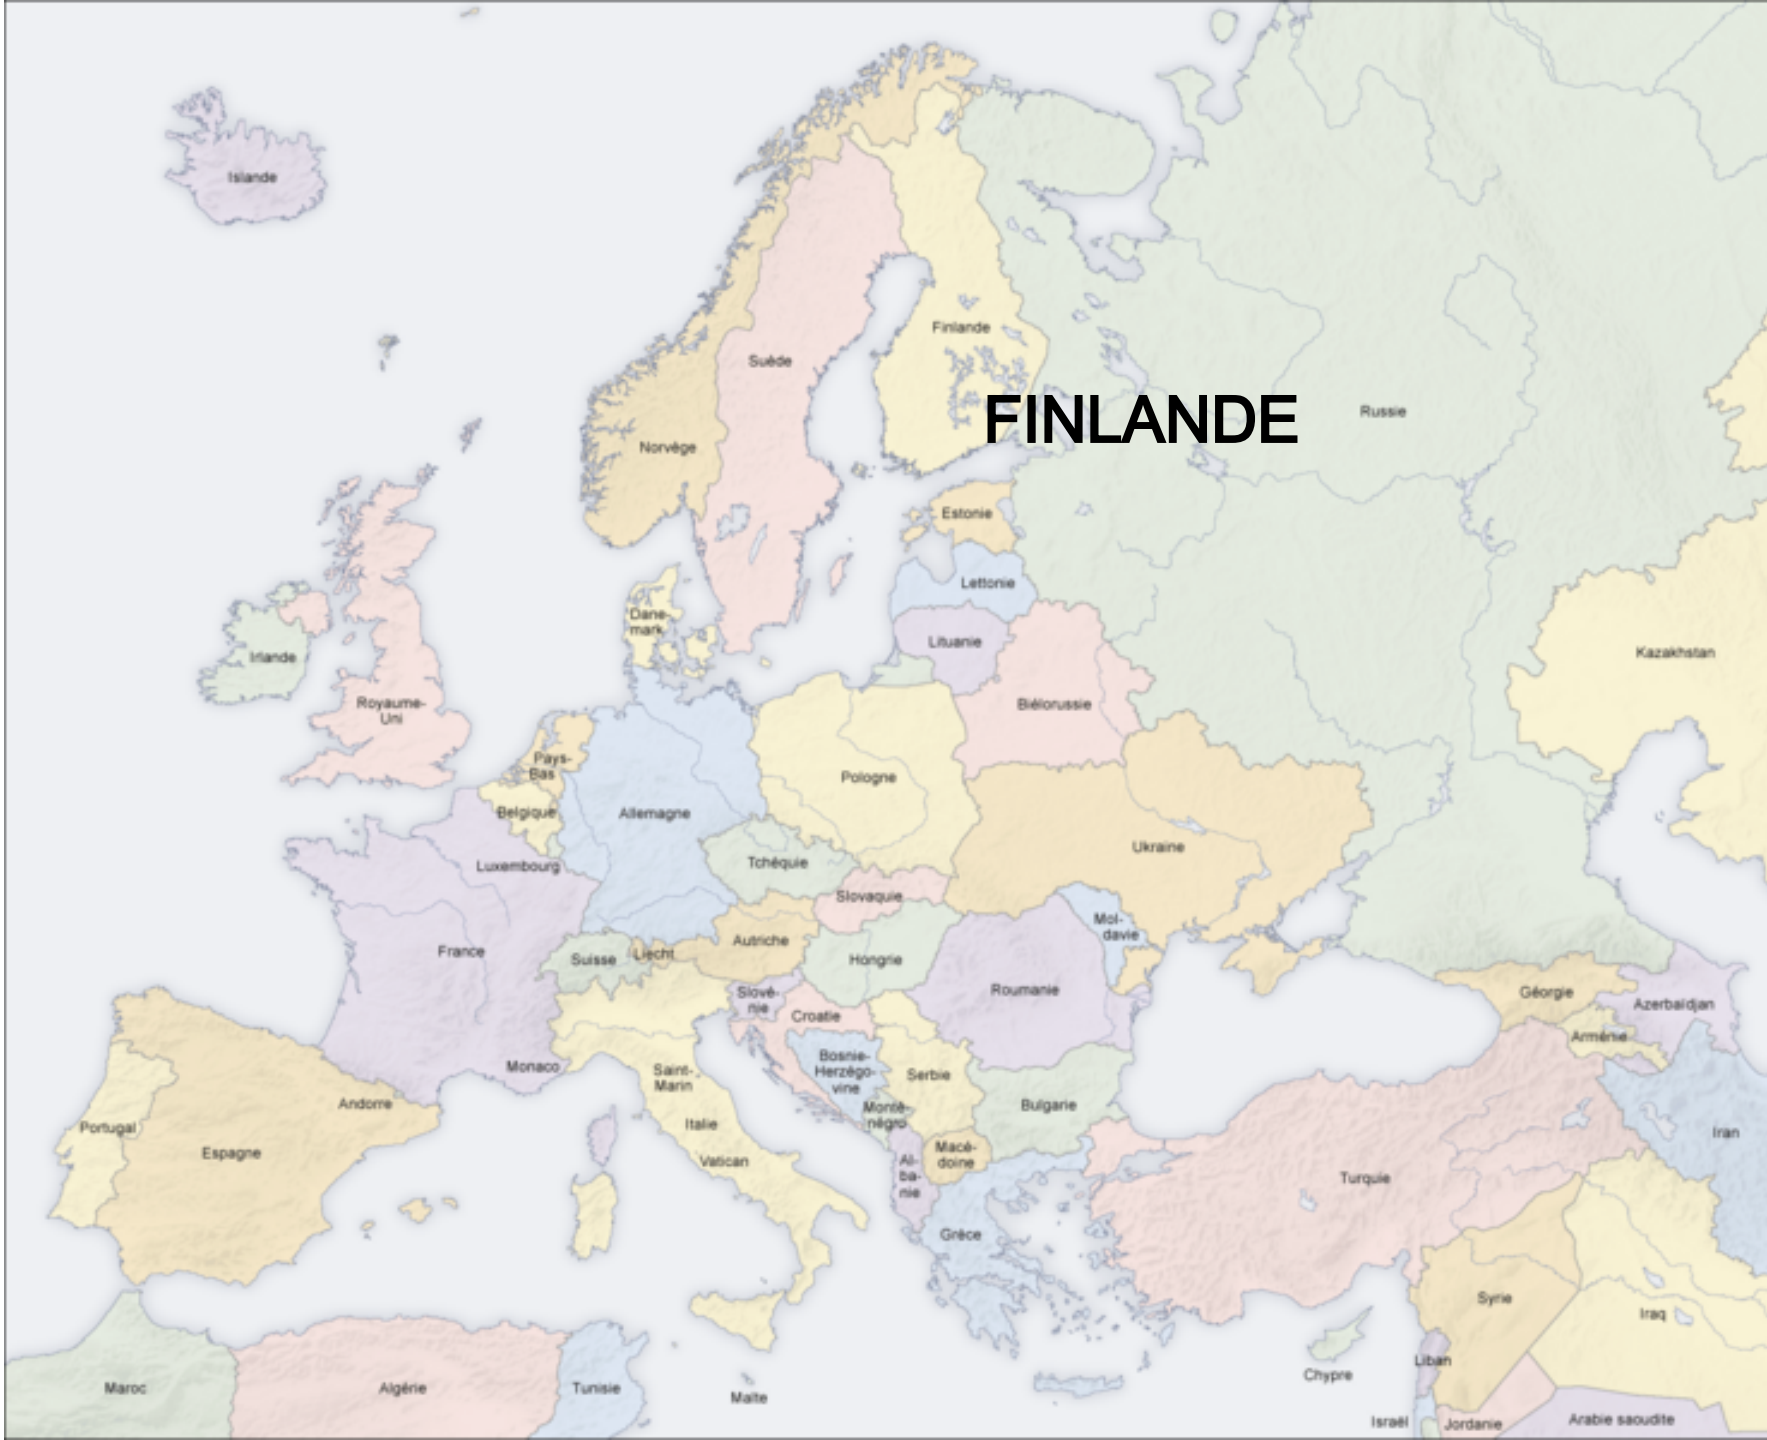 Islande
Finlande
Suède
FINLANDE
Russie
Norvège
Estonie
Lettonie
Dane-
mark
Lituanie
Irlande
Kazakhstan
Royaume-
Uni
Biélorussie
Pays-
Bas
Pologne
Belgique
Allemagne
Ukraine
Luxembourg
Tchéquie
Slovaquie
Mol-
davie
France
Autriche
Liecht
Suisse
Hongrie
Roumanie
Slové-
nie
Géorgie
Azerbaïdjan
Croatie
Arménie
Bosnie-
Herzégo-
vine
Monaco
Saint-
Marin
Serbie
Andorre
Monté-
négro
Bulgarie
Portugal
Italie
Iran
Espagne
Vatican
Macé-
doine
Al-
ba-
nie
Turquie
Grèce
Syrie
Iraq
Liban
Chypre
Maroc
Algérie
Tunisie
Malte
Israël
Jordanie
Arabie saoudite